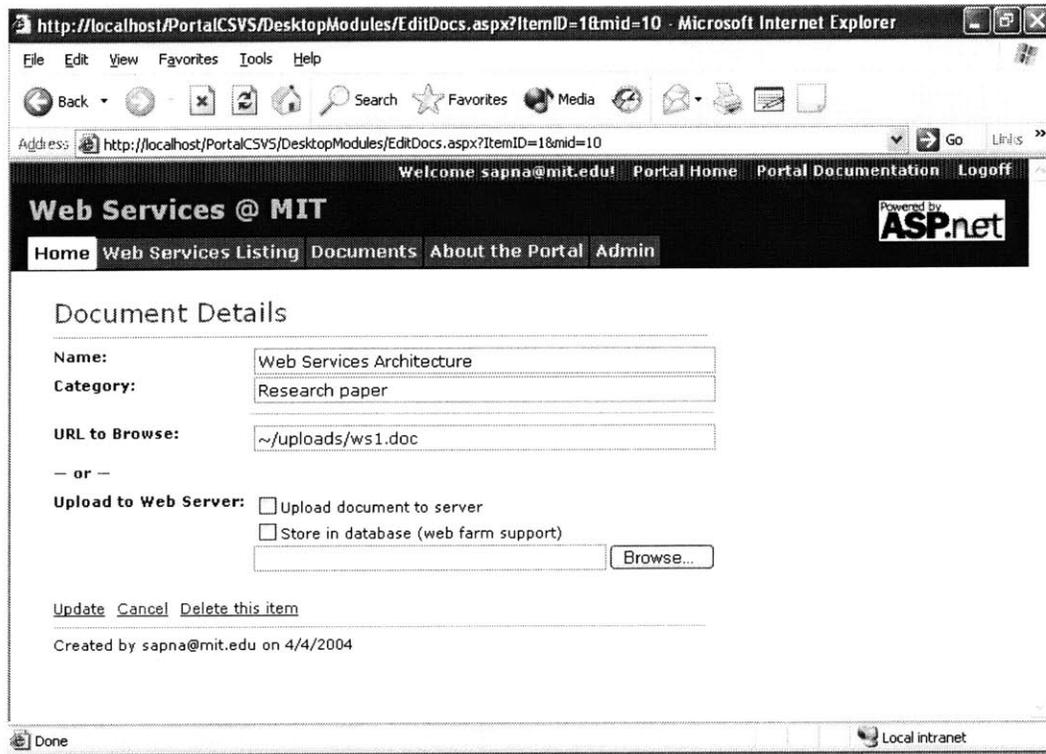 http://localhost/PortalCSVS/DesktopModules/EditDocs.aspx?ItemID=1&mid=10 - Microsoft Internet Explorer
File Edit View Favorites Tools Help
Back Search Favorites Media
Address http://localhost/PortalCSVS/DesktopModules/EditDocs.aspx?ItemID=1&mid=10 Go Links »
Welcome sapna@mit.edu! Portal Home Portal Documentation Logoff
Web Services @ MIT
Powered by
ASP.net
Home Web Services Listing Documents About the Portal Admin
Document Details
Name: Web Services Architecture
Category: Research paper
URL to Browse: ~/uploads/ws1.doc
— or —
Upload to Web Server: Upload document to server
Store in database (web farm support)
Browse...
Update Cancel Delete this item
Created by sapna@mit.edu on 4/4/2004
Done Local intranet